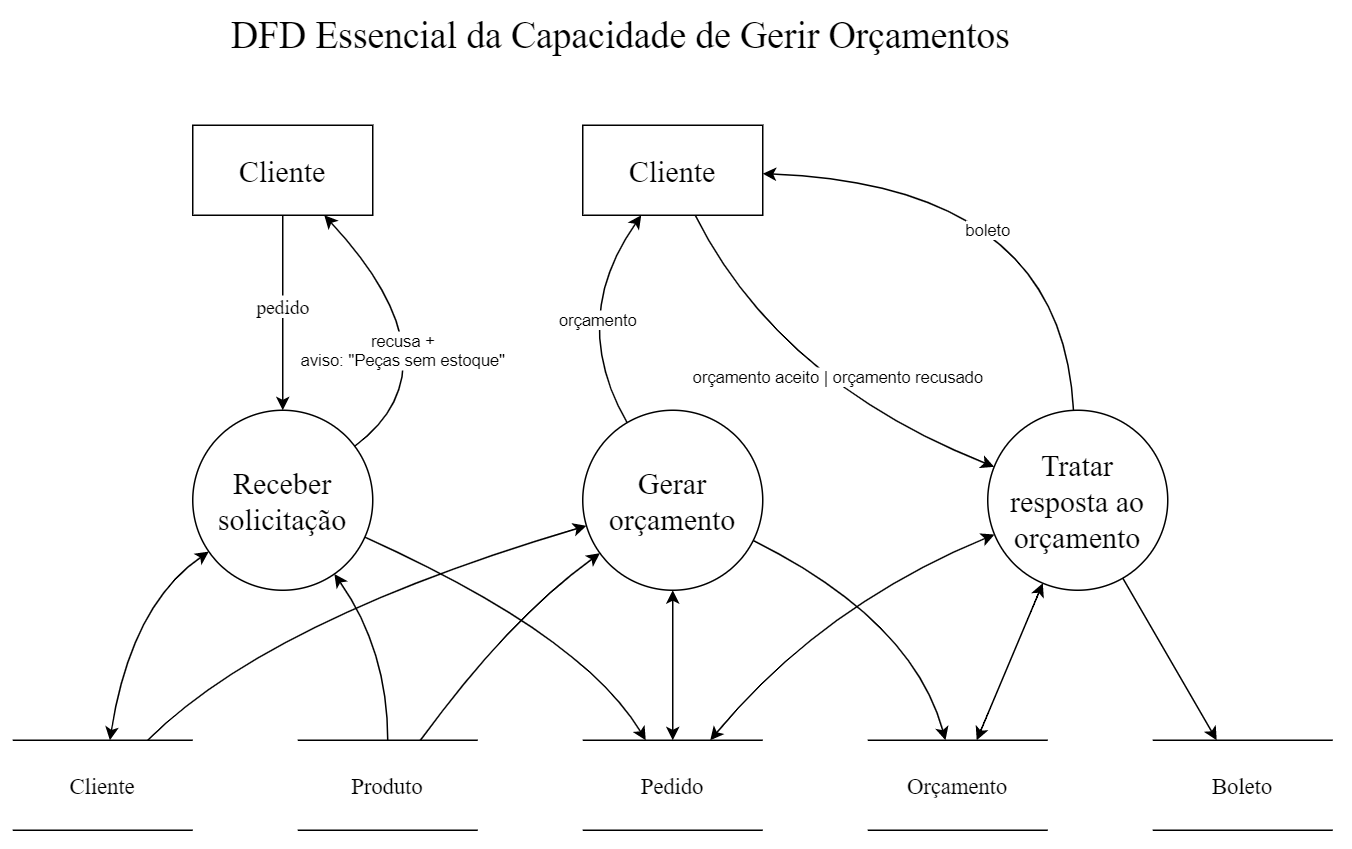 DFD Essencial da Capacidade de Gerir Orçamentos
Cliente
Cliente
boleto
pedido
orçamento
recusa +
aviso: "Peças sem estoque"
orçamento aceito | orçamento recusado
Receber
solicitação
Gerar
orçamento
Tratar
resposta ao
orçamento
Cliente
Produto
Pedido
Orçamento
Boleto